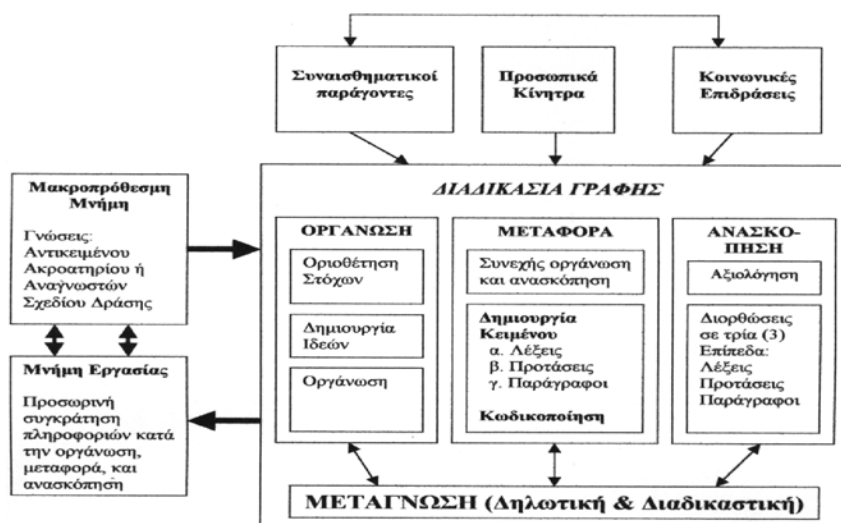 Συναισθηματικοί
παράγοντες
Προσωπικά
Κίνητρα
Κοινωνικές
Επιδράσεις
Μακροπρόθεσμη
Μνήμη
Γνώσεις:
Αντικειμένου
Ακροατηρίου ή
Αναγνωστών
Σχεδίου Δράσης
Μνήμη Εργασίας
Προσωρινή
συγκράτηση
πληροφοριών κατά
την οργάνωση,
μεταφορά, και
ανασκόπηση
ΔΙΑΔΙΚΑΣΙΑ ΓΡΑΦΗΣ
ΟΡΓΑΝΩΣΗ
Οριοθέτηση
Στόχων
Δημιουργία
Ιδεών
Οργάνωση
ΜΕΤΑΦΟΡΑ
Συνεχής οργάνωση
και ανασκόπηση
Δημιουργία
Κειμένου
α. Λέξεις
β. Προτάσεις
γ. Παράγραφοι
Κωδικοποίηση
ΑΝΑΣΚΟ-
ΠΗΣΗ
Αξιολόγηση
Διορθώσεις
σε τρία (3)
Επίπεδα:
Λέξεις
Προτάσεις
Παράγραφοι
ΜΕΤΑΓΝΩΣΗ (Δηλωτική & Διαδικαστική)